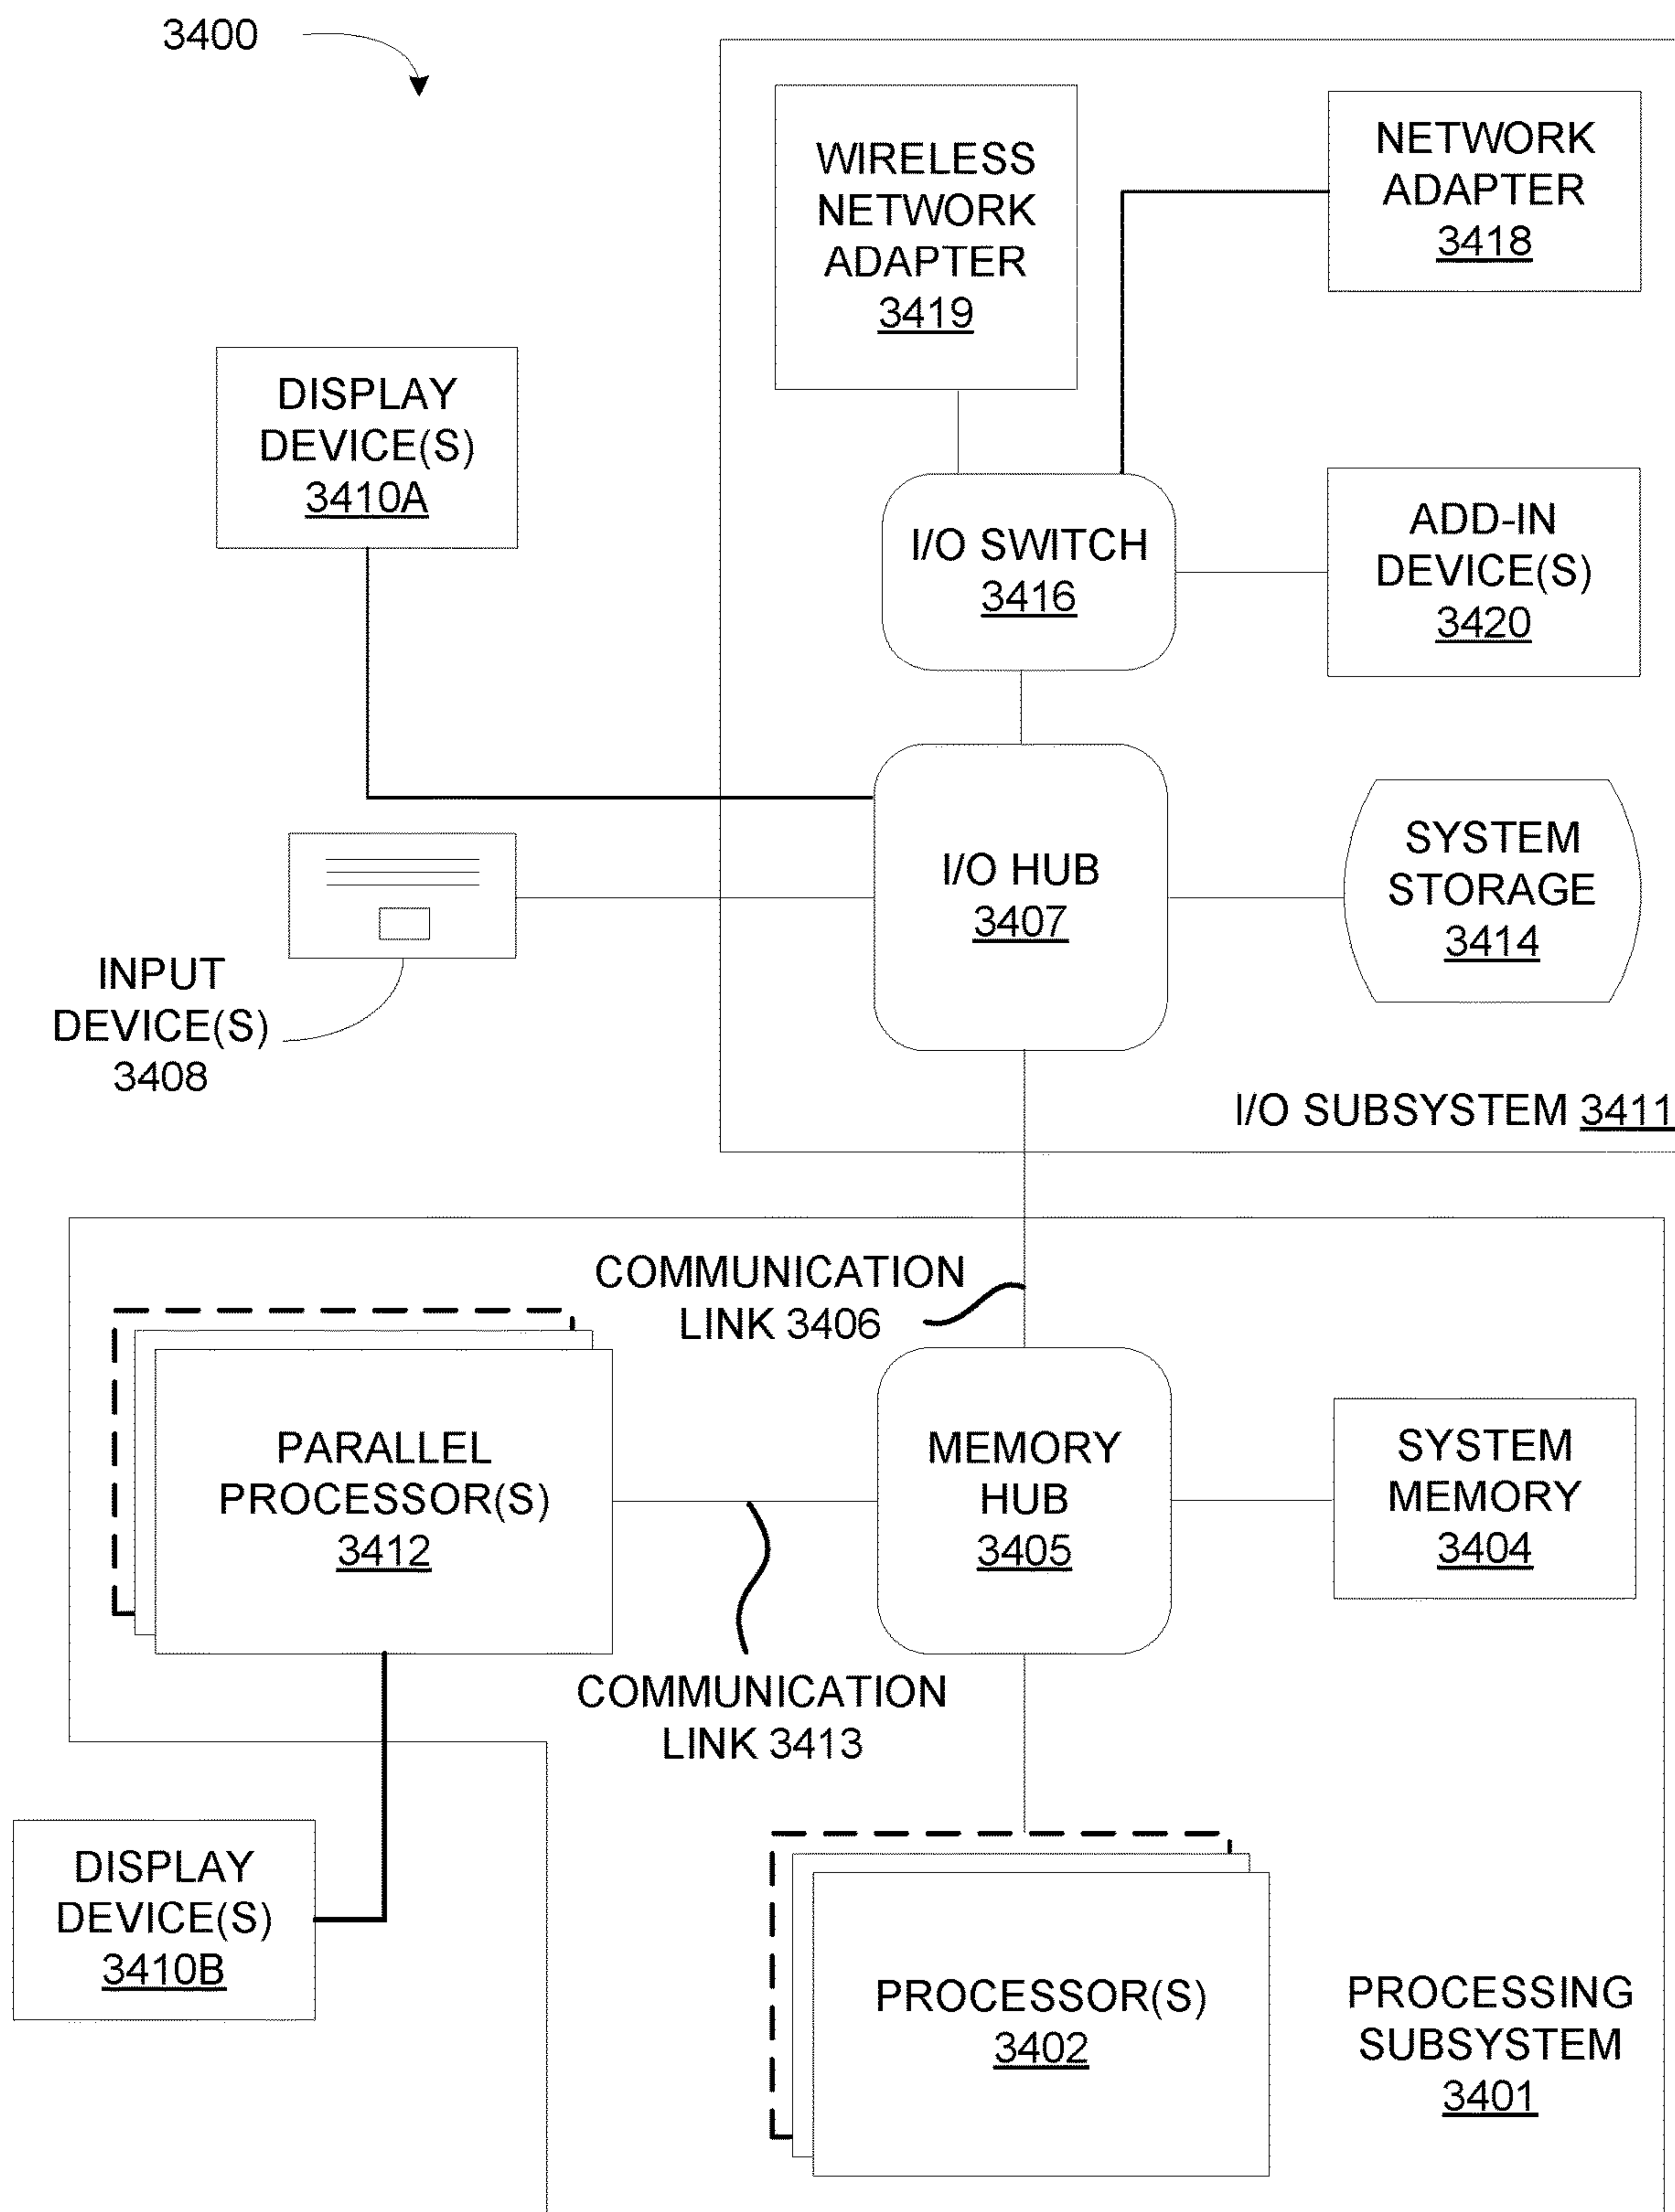 3400
WIRELESS
NETWORK
ADAPTER
3419
NETWORK
ADAPTER
3418
DISPLAY
DEVICE(S)
3410A
I/O SWITCH
3416
ADD-IN
DEVICE(S)
3420
I/O HUB
3407
SYSTEM
STORAGE
3414
INPUT
DEVICE(S)
3408
I/O SUBSYSTEM 3411
COMMUNICATION
LINK 3406
PARALLEL
PROCESSOR(S)
3412
MEMORY
HUB
3405
SYSTEM
MEMORY
3404
COMMUNICATION
LINK 3413
DISPLAY
DEVICE(S)
3410B
PROCESSOR(S)
3402
PROCESSING
SUBSYSTEM
3401